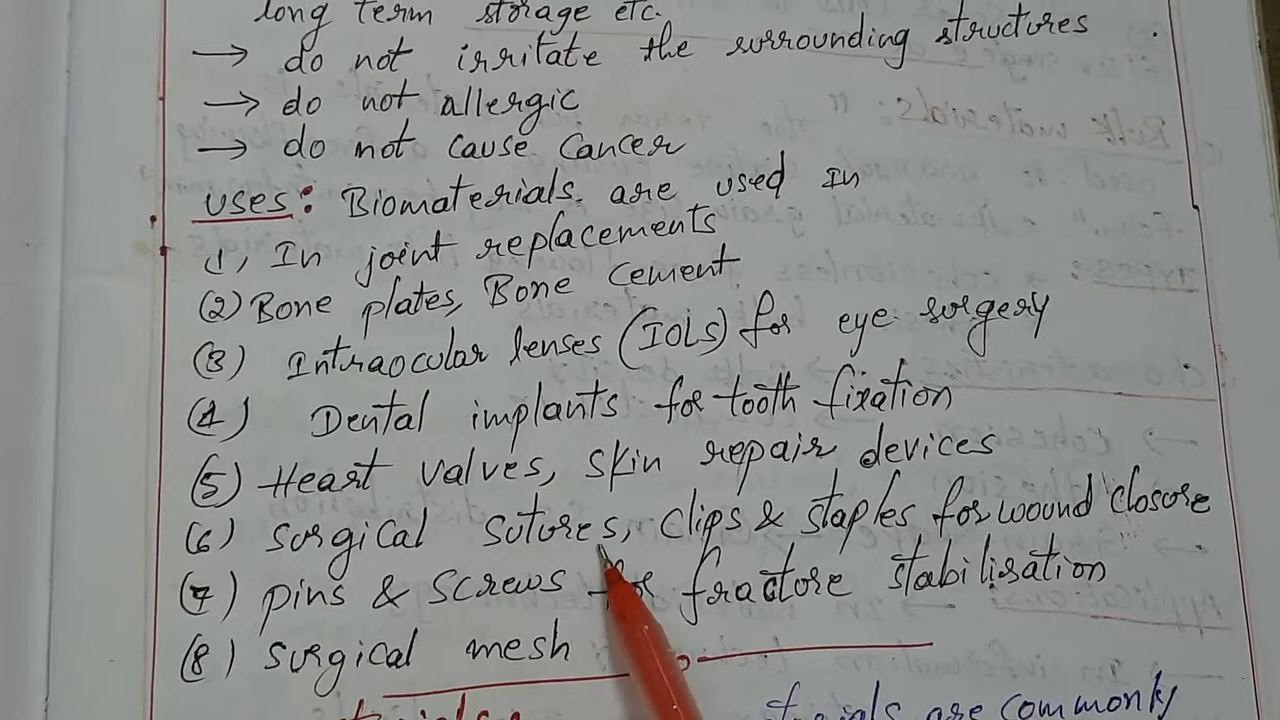 long term storage etc.
→ do not irritate the surrounding structures .
→ do not allergic
→ do not cause cancer
Uses: Biomaterials are used in
(1) In joint replacements
(2) Bone plates, Bone cement
(3) Intraocular lenses (IOLs) for eye surgery
(4) Dental implants for tooth fixation
(5) Heart valves, skin repair devices
(6) surgical sutures, clips & staples for wound closure
(7) pins & screws for fracture stabilisation
(8) surgical mesh
are commonly